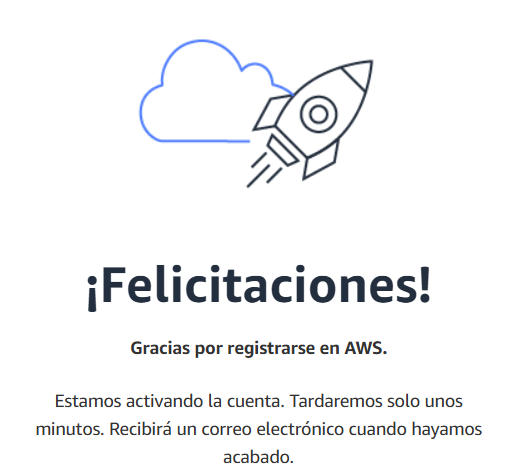 ¡Felicitaciones!
Gracias por registrarse en AWS.
Estamos activando la cuenta. Tardaremos solo unos
minutos. Recibirá un correo electrónico cuando hayamos
acabado.